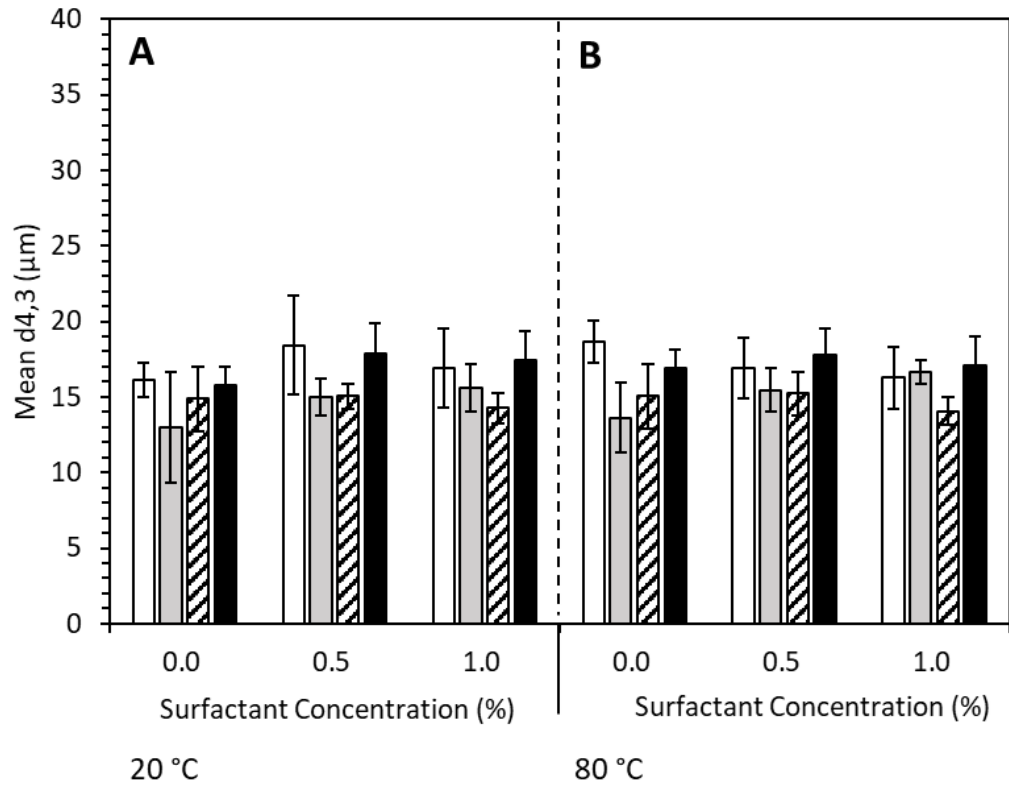 A
B
40
35
30
25
20
15
10
5
0
Mean d4,3 (µm)
0.0 0.5 1.0 0.0 0.5 1.0
Surfactant Concentration (%) Surfactant Concentration (%)
20 °C 80 °C